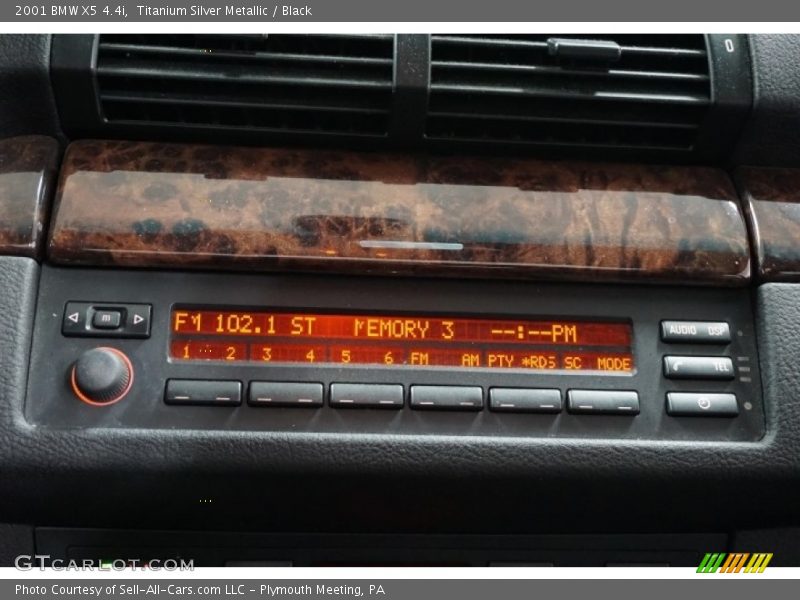 2001 BMW X5 4.4i, Titanium Silver Metallic / Black
0
m
FM 102.1 ST MEMORY 3 --:--PM
1 2 3 4 5 6 FM AM PTY *RDS SC MODE
AUDIO DSP
TEL
GTCARLOT.COM
Photo Courtesy of Sell-All-Cars.com LLC - Plymouth Meeting, PA